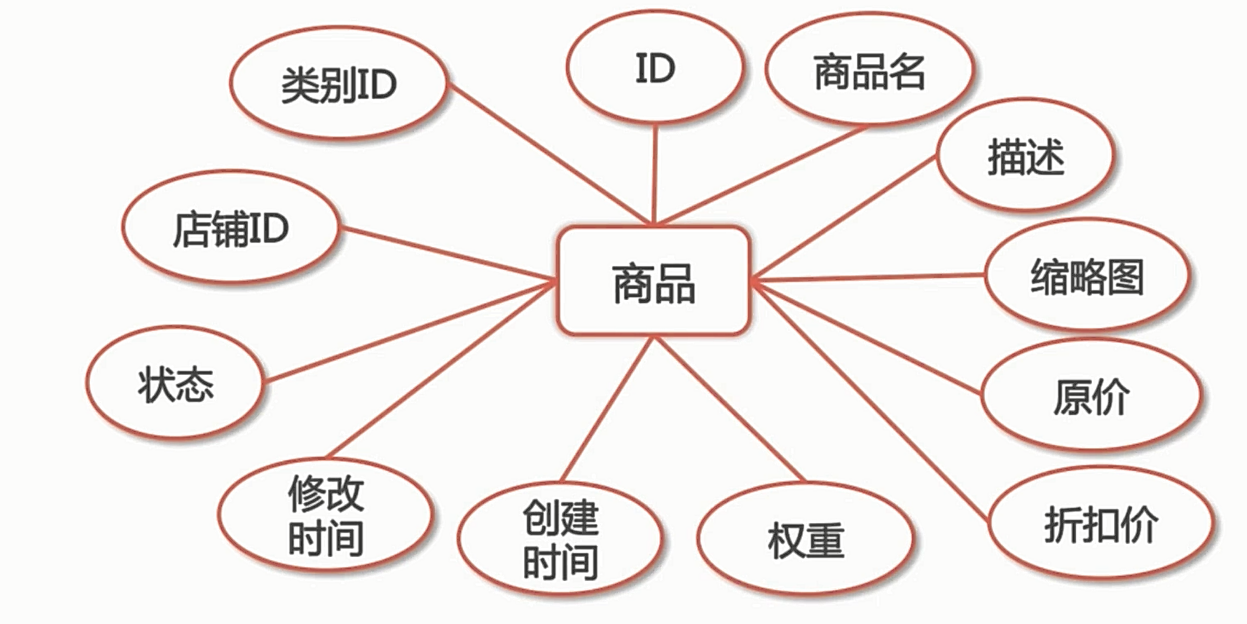 类别ID
ID
商品名
描述
店铺ID
商品
缩略图
状态
原价
修改
时间
创建
时间
权重
折扣价